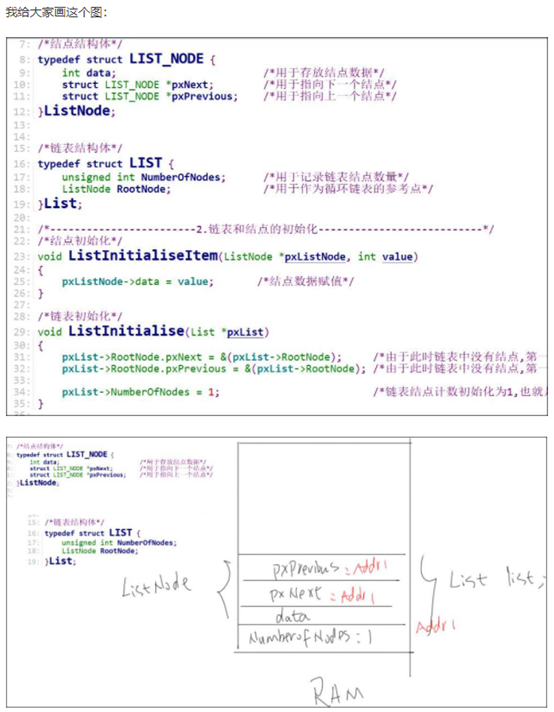 我给大家画这个图：
7: /*结点结构体*/
8: typedef struct LIST_NODE {
9: int data; /*用于存放结点数据*/
10: struct LIST_NODE *pxNext; /*用于指向下一个结点*/
11: struct LIST_NODE *pxPrevious; /*用于指向上一个结点*/
12: }ListNode;
13:
14:
15: /*链表结构体*/
16: typedef struct LIST {
17: unsigned int NumberOfNodes; /*用于记录链表结点数量*/
18: ListNode RootNode; /*用于作为循环链表的参考点*/
19: }List;
20:
21: /*-----------------------2.链表和结点的初始化--------------------------*/
22: /*结点初始化*/
23: void ListInitialiseItem(ListNode *pxListNode, int value)
24: {
25: pxListNode->data = value; /*结点数据赋值*/
26: }
27:
28: /*链表初始化*/
29: void ListInitialise(List *pxList)
30: {
31: pxList->RootNode.pxNext = &(pxList->RootNode); /*由于此时链表中没有结点,第一
32: pxList->RootNode.pxPrevious = &(pxList->RootNode); /*由于此时链表中没有结点,第一
33:
34: pxList->NumberOfNodes = 1; /*链表结点计数初始化为1,也就
35: }
/*结点结构体*/
typedef struct LIST_NODE {
int data; /*用于存放结点数据*/
struct LIST_NODE *pxNext; /*用于指向下一个结点*/
struct LIST_NODE *pxPrevious; /*用于指向上一个结点*/
}ListNode;
15: /*链表结构体*/
16: typedef struct LIST {
17: unsigned int NumberOfNodes;
18: ListNode RootNode;
19: }List;
ListNode
pxPrevious : Addr1
pxNext : Addr1
data
NumberofNodes : 1
List list;
Addr1
RAM